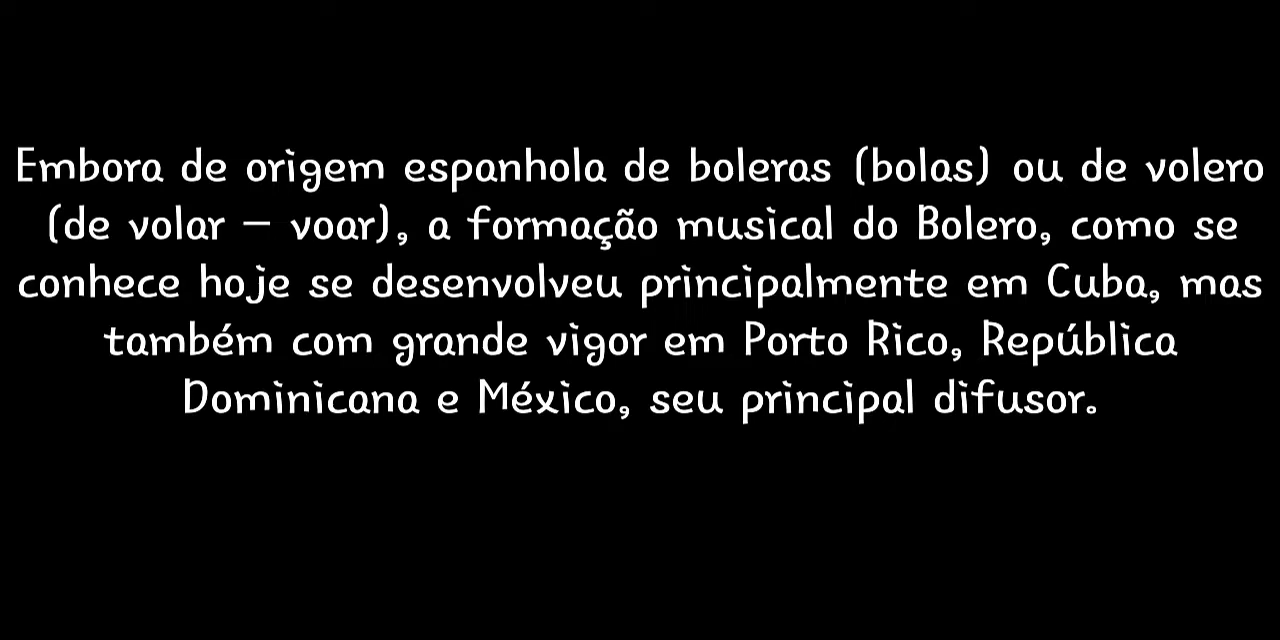 Embora de origem espanhola de boleras (bolas) ou de volero
(de volar – voar), a formação musical do Bolero, como se
conhece hoje se desenvolveu principalmente em Cuba, mas
também com grande vigor em Porto Rico, República
Dominicana e México, seu principal difusor.